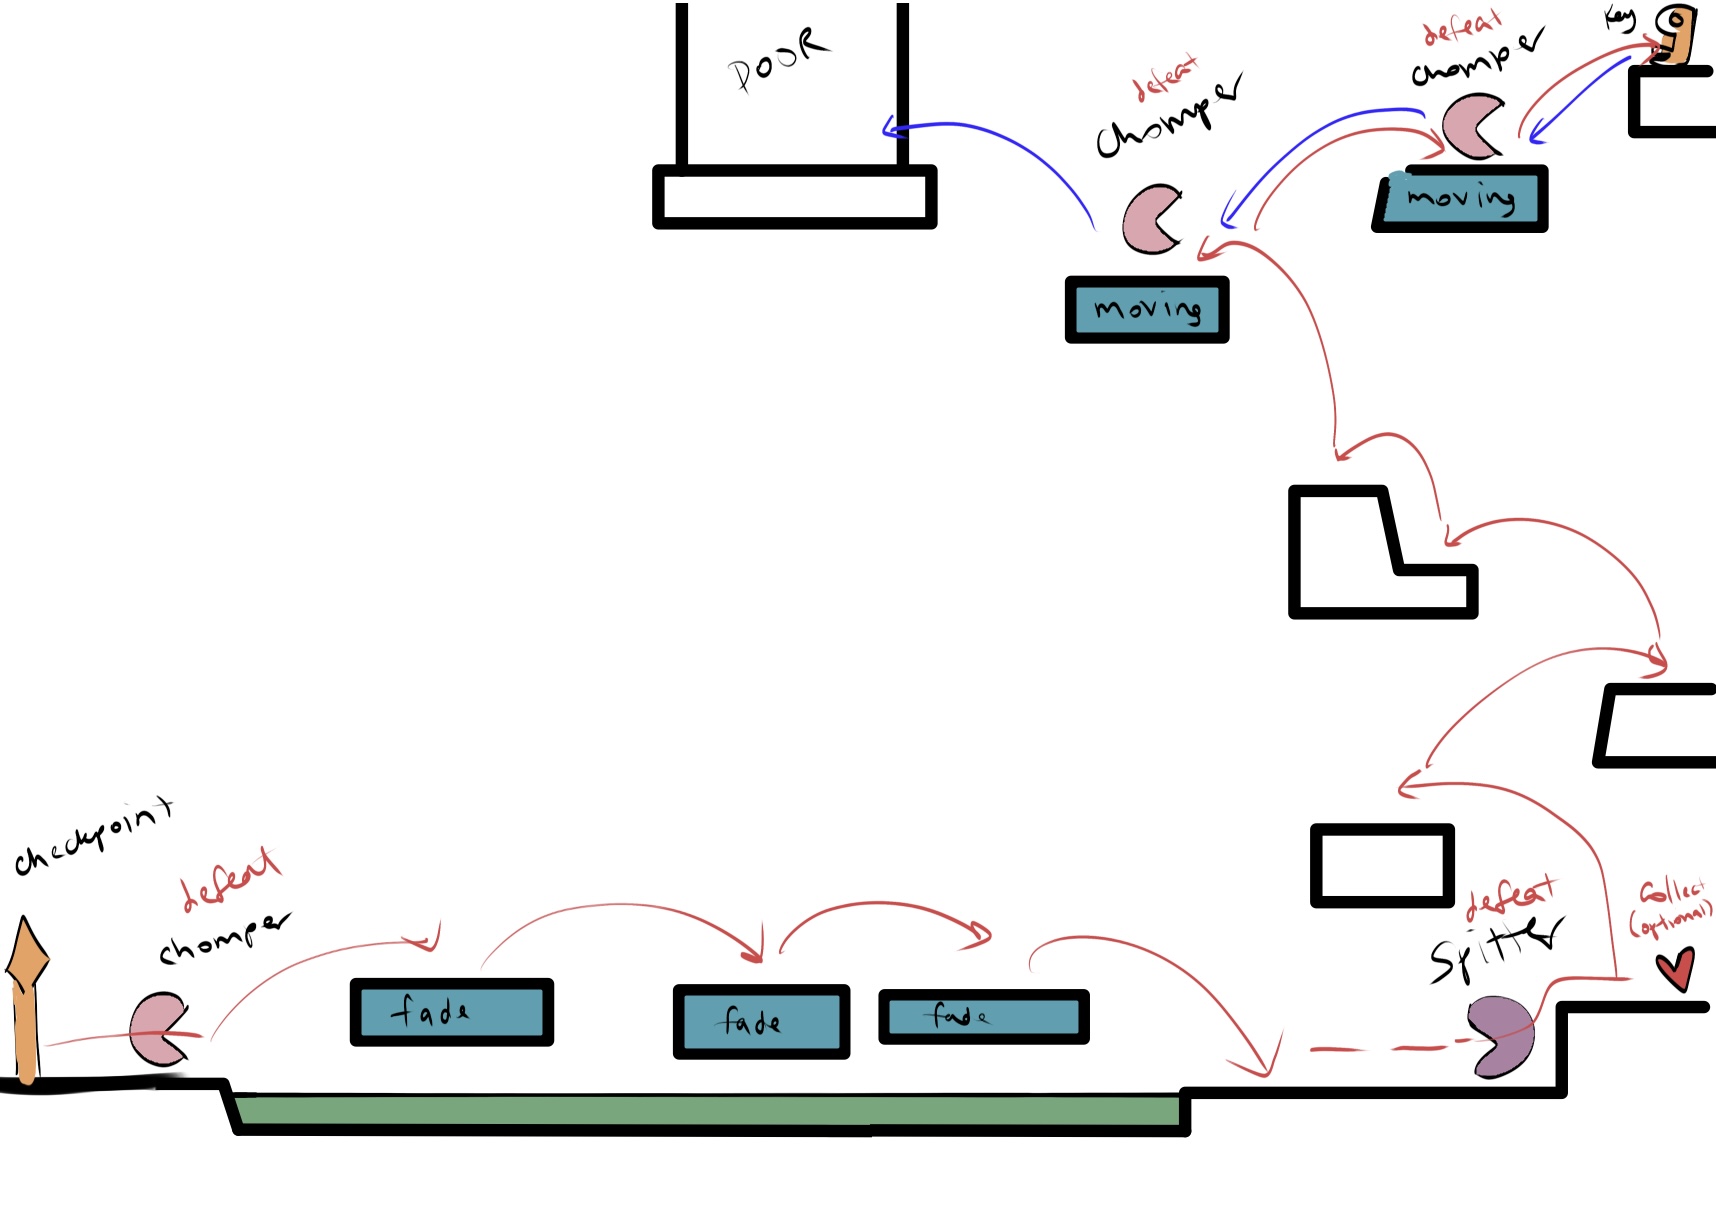 DOOR
defeat
chomper
defeat
chomper
Key
moving
moving
checkpoint
defeat
chomper
fade
fade
fade
defeat
Spitter
Collect
(optional)